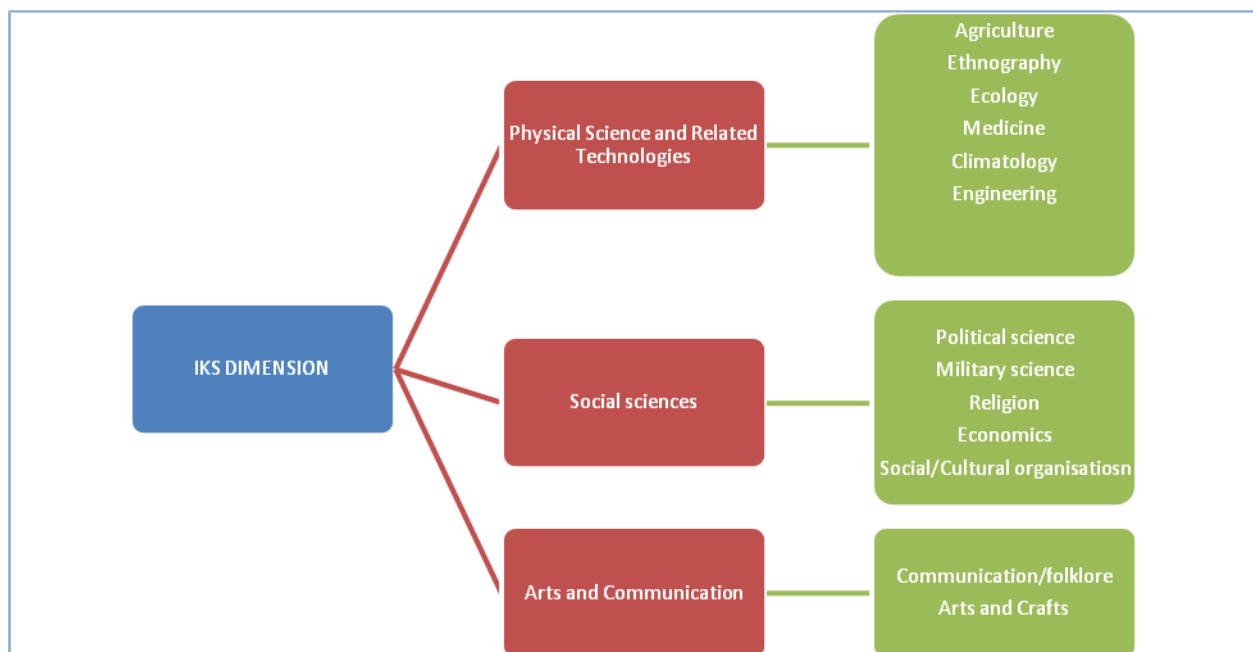 IKS DIMENSION
Physical Science and Related
Technologies
Agriculture
Ethnography
Ecology
Medicine
Climatology
Engineering
Social sciences
Political science
Military science
Religion
Economics
Social/Cultural organisatiosn
Arts and Communication
Communication/folklore
Arts and Crafts